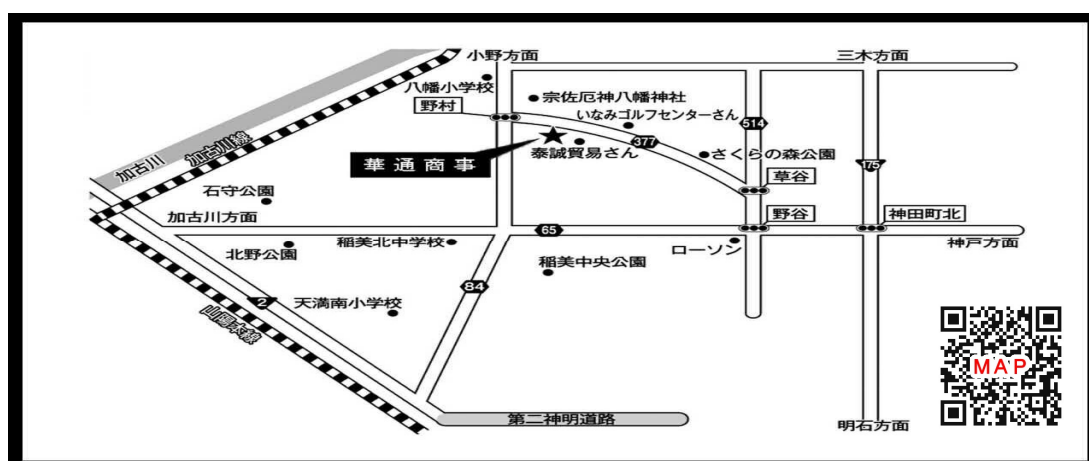 小野方面
三木方面
八幡小学校
野村
宗佐厄神八幡神社
いなみゴルフセンターさん
514
377
泰誠貿易さん
さくらの森公園
華通商事
175
草谷
加古川
加古川線
石守公園
加古川方面
野谷
神田町北
65
神戸方面
北野公園
稲美北中学校
ローソン
稲美中央公園
84
2
天満南小学校
山陽本線
MAP
第二神明道路
明石方面